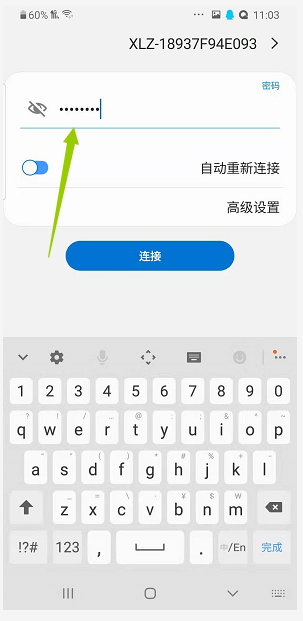 60% 11:03
XLZ-18937F94E093
密码
••••••••
自动重新连接
高级设置
连接
1 2 3 4 5 6 7 8 9 0
q w e r t y u i o p
a s d f g h j k l
z x c v b n m
!?# 123 , . 中/En 完成